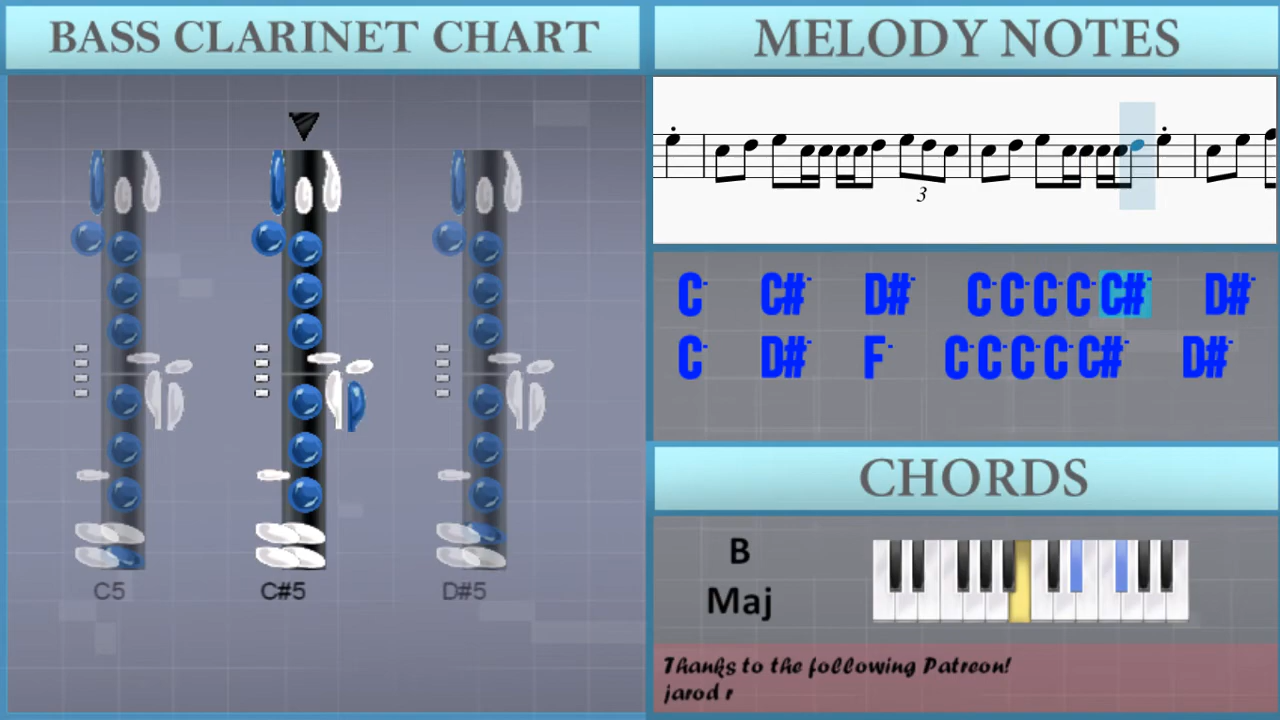 BASS CLARINET CHART
MELODY NOTES
3
C- C#- D#- C- C- C- C- C#- D#-
C- D#- F- C- C- C- C- C#- D#-
C5 C#5 D#5
CHORDS
B
Maj
Thanks to the following Patreon!
jarod r